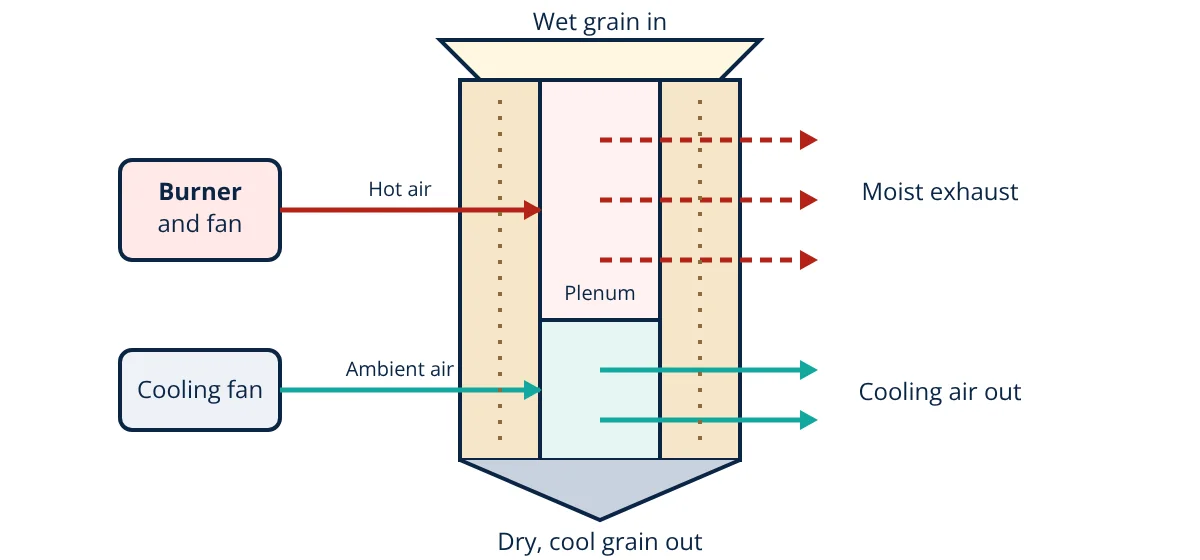 Wet grain in
Burner
and fan
Hot air
Moist exhaust
Plenum
Ambient air
Cooling fan
Cooling air out
Dry, cool grain out